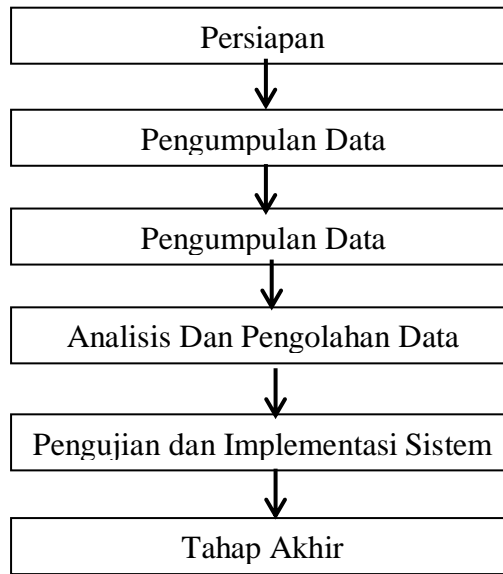 Persiapan
Pengumpulan Data
Pengumpulan Data
Analisis Dan Pengolahan Data
Pengujian dan Implementasi Sistem
Tahap Akhir